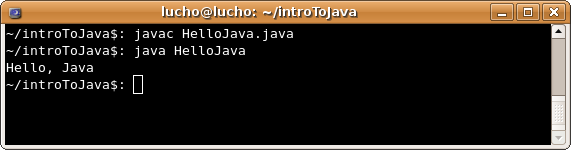 lucho@lucho: ~/introToJava
~/introToJava$: javac HelloJava.java
~/introToJava$: java HelloJava
Hello, Java
~/introToJava$: